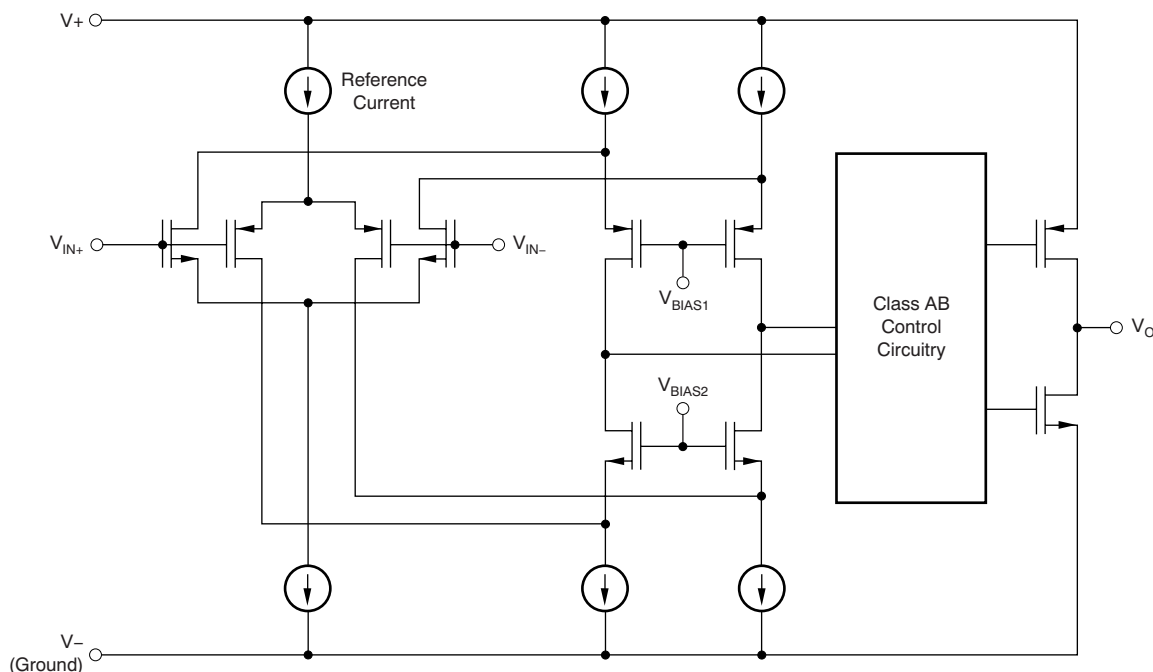 V+
Reference
Current
VIN+
VIN−
VBIAS1
VBIAS2
Class AB
Control
Circuitry
VO
V−
(Ground)